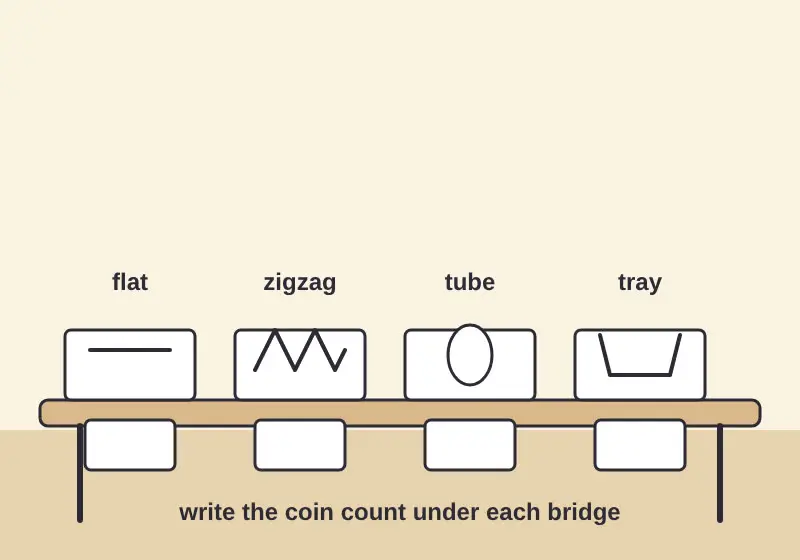 flat
zigzag
tube
tray
write the coin count under each bridge